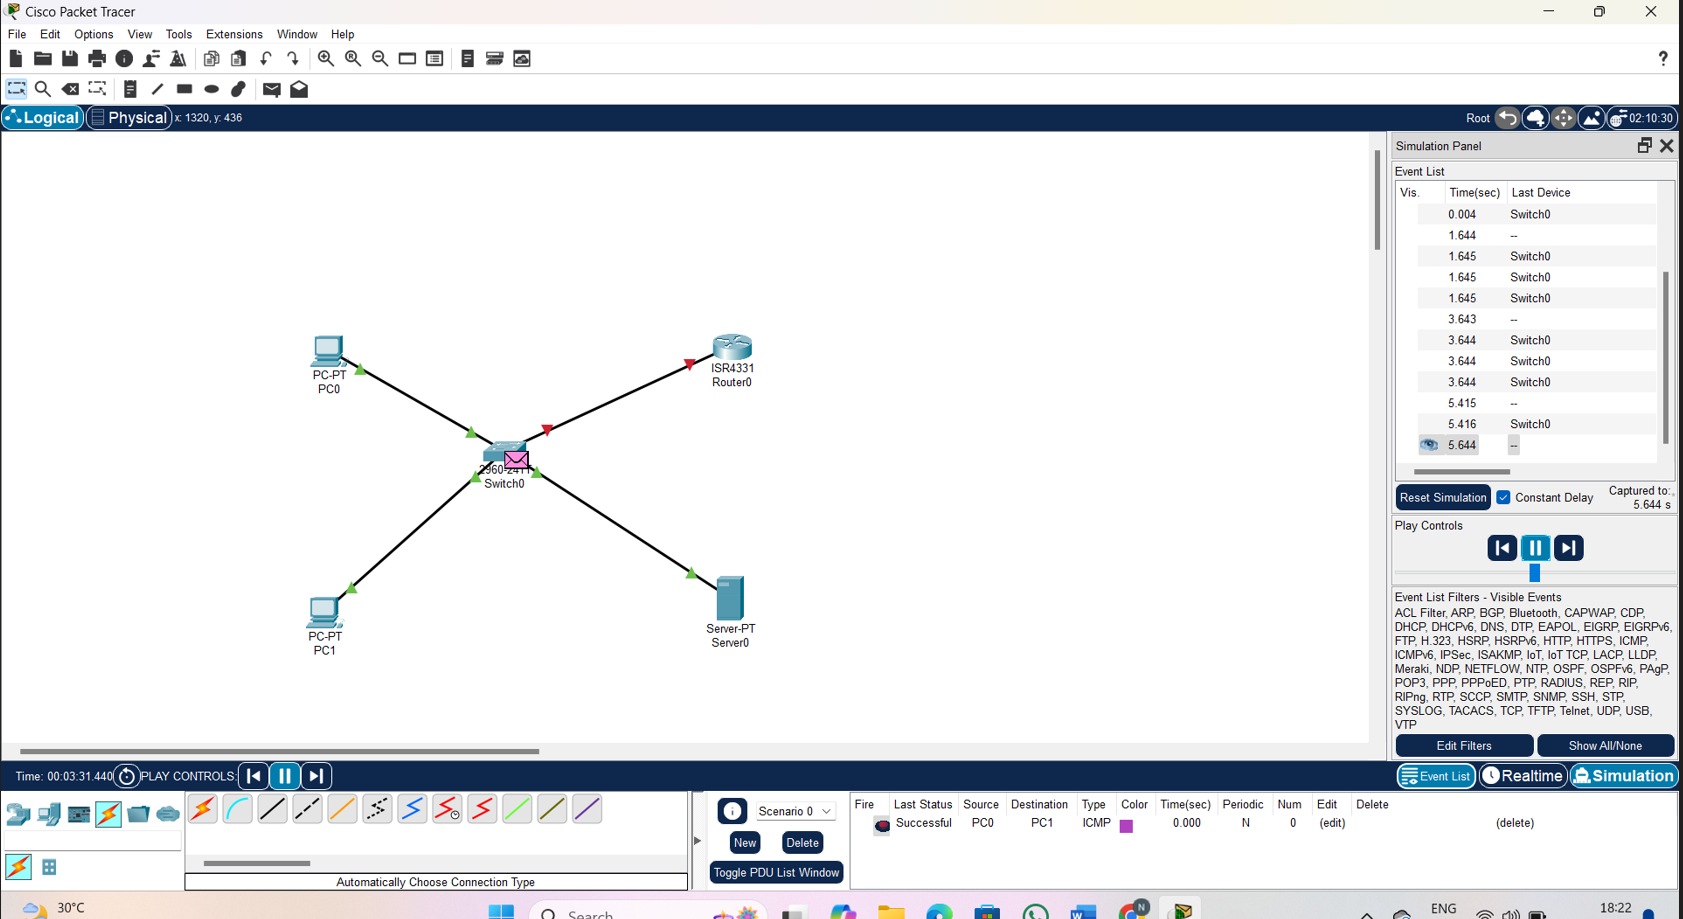 Cisco Packet Tracer
File Edit Options View Tools Extensions Window Help
?
Logical Physical x: 1320, y: 436
Root 02:10:30
Simulation Panel
Event List
Vis. Time(sec) Last Device
0.004 Switch0
1.644 --
1.645 Switch0
1.645 Switch0
1.645 Switch0
3.643 --
3.644 Switch0
3.644 Switch0
3.644 Switch0
5.415 --
5.416 Switch0
5.644 --
Reset Simulation Constant Delay Captured to:
5.644 s
Play Controls
Event List Filters - Visible Events
ACL Filter, ARP, BGP, Bluetooth, CAPWAP, CDP,
DHCP, DHCPv6, DNS, DTP, EAPOL, EIGRP, EIGRPv6,
FTP, H.323, HSRP, HSRPv6, HTTP, HTTPS, ICMP,
ICMPv6, IPSec, ISAKMP, IoT, IoT TCP, LACP, LLDP,
Meraki, NDP, NETFLOW, NTP, OSPF, OSPFv6, PAgP,
POP3, PPP, PPPoED, PTP, RADIUS, REP, RIP,
RIPng, RTP, SCCP, SMTP, SNMP, SSH, STP,
SYSLOG, TACACS, TCP, TFTP, Telnet, UDP, USB,
VTP
Edit Filters Show All/None
PC-PT
PC0
ISR4331
Router0
Switch0
PC-PT
PC1
Server-PT
Server0
Time: 00:03:31.440 PLAY CONTROLS:
Event List Realtime Simulation
Scenario 0
New Delete
Toggle PDU List Window
Fire Last Status Source Destination Type Color Time(sec) Periodic Num Edit Delete
Successful PC0 PC1 ICMP 0.000 N 0 (edit) (delete)
Automatically Choose Connection Type
30°C
Search
N
ENG
18:22